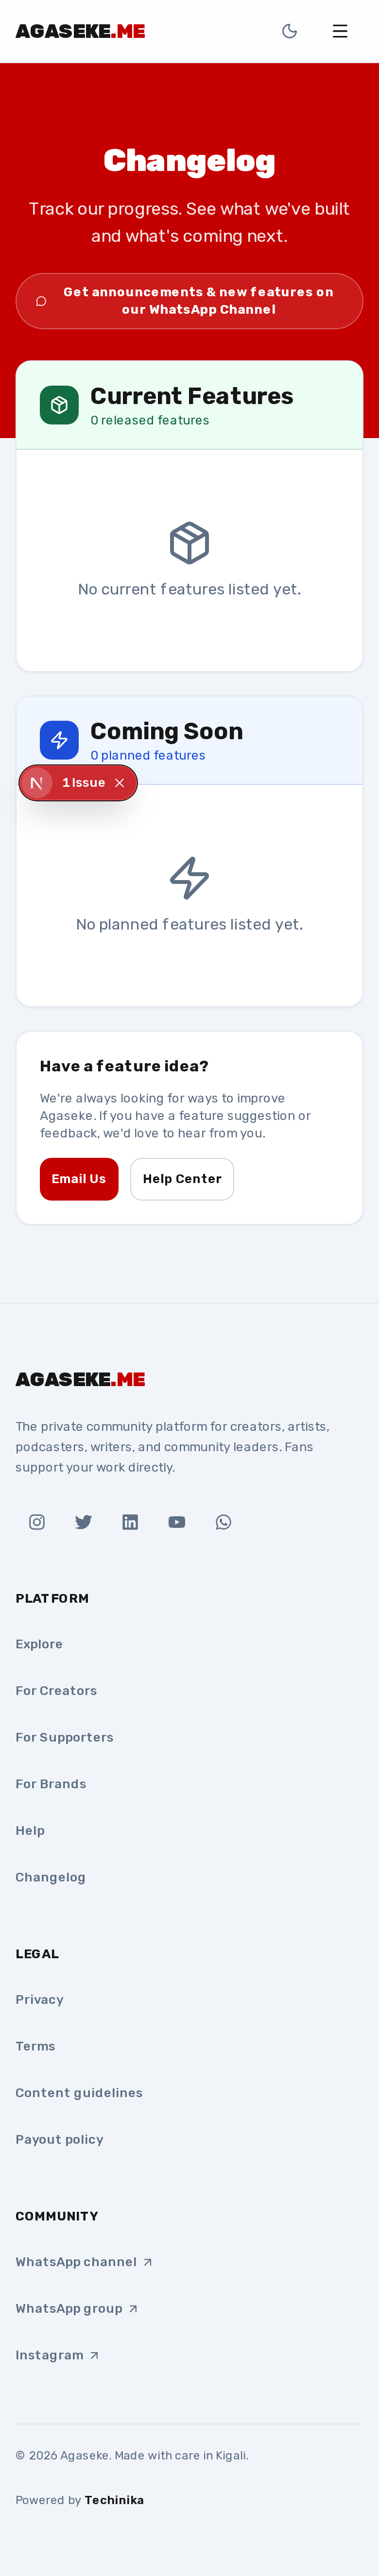 AGASEKE.ME
Changelog
Track our progress. See what we've built
and what's coming next.
Get announcements & new features on
our WhatsApp Channel
Current Features
0 released features
No current features listed yet.
Coming Soon
0 planned features
1 Issue
No planned features listed yet.
Have a feature idea?
We're always looking for ways to improve
Agaseke. If you have a feature suggestion or
feedback, we'd love to hear from you.
Email Us
Help Center
AGASEKE.ME
The private community platform for creators, artists,
podcasters, writers, and community leaders. Fans
support your work directly.
PLATFORM
Explore
For Creators
For Supporters
For Brands
Help
Changelog
LEGAL
Privacy
Terms
Content guidelines
Payout policy
COMMUNITY
WhatsApp channel
WhatsApp group
Instagram
© 2026 Agaseke. Made with care in Kigali.
Powered by Techinika